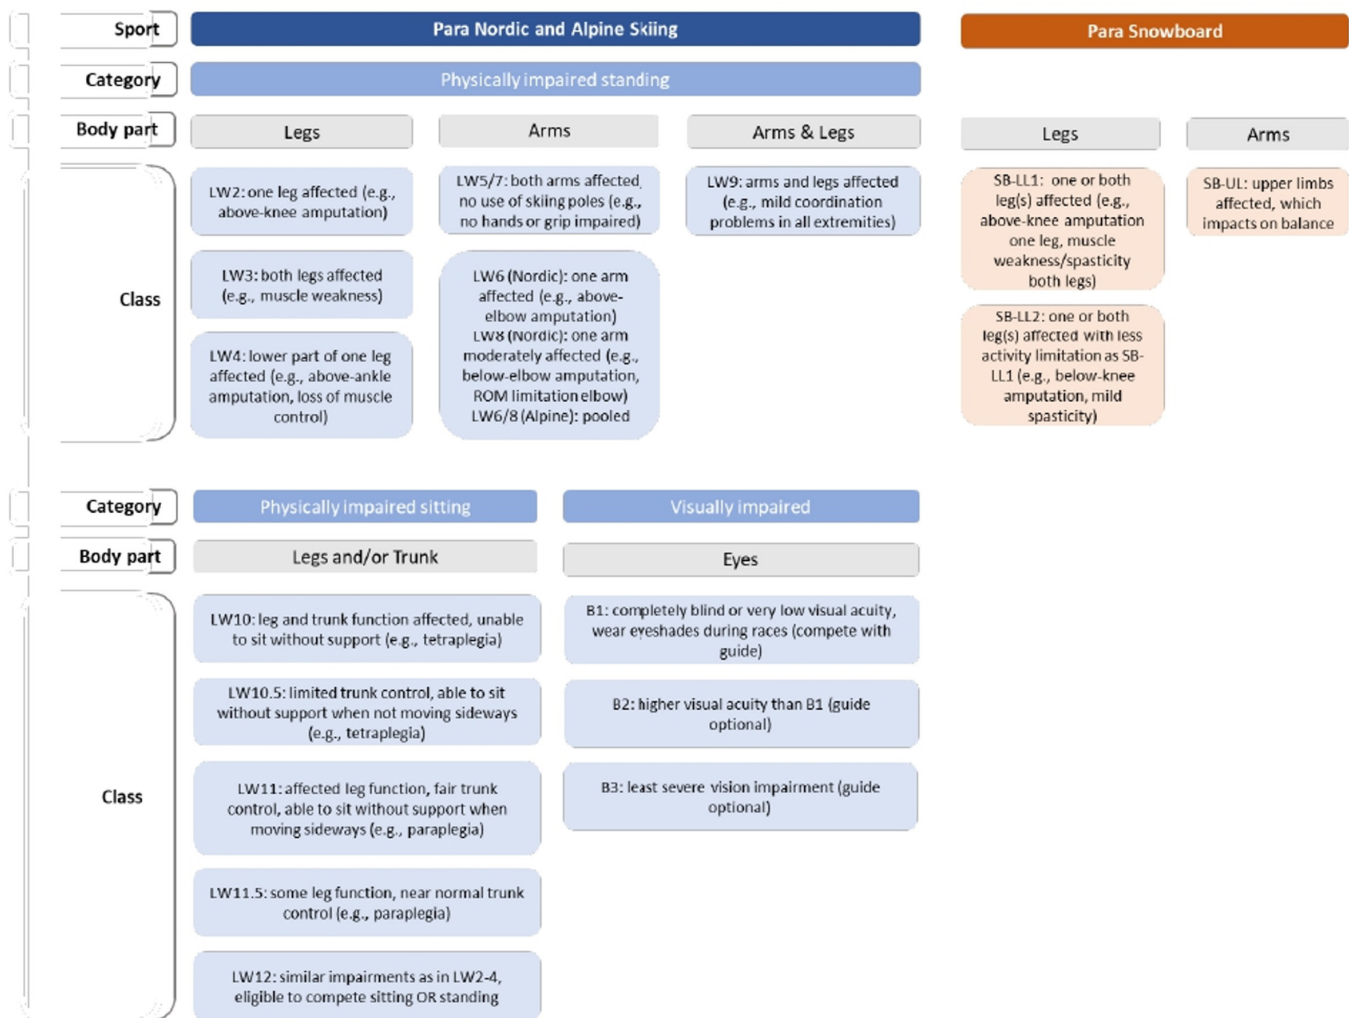 Sport
Para Nordic and Alpine Skiing
Para Snowboard
Category
Physically impaired standing
Body part
Legs
Arms
Arms & Legs
Legs
Arms
Class
LW2: one leg affected (e.g.,
above-knee amputation)
LW3: both legs affected
(e.g., muscle weakness)
LW4: lower part of one leg
affected (e.g., above-ankle
amputation, loss of muscle
control)
LW5/7: both arms affected,
no use of skiing poles (e.g.,
no hands or grip impaired)
LW6 (Nordic): one arm
affected (e.g., above-
elbow amputation)
LW8 (Nordic): one arm
moderately affected (e.g.,
below-elbow amputation,
ROM limitation elbow)
LW6/8 (Alpine): pooled
LW9: arms and legs affected
(e.g., mild coordination
problems in all extremities)
SB-LL1: one or both
leg(s) affected (e.g.,
above-knee amputation
one leg, muscle
weakness/spasticity
both legs)
SB-LL2: one or both
leg(s) affected with less
activity limitation as SB-
LL1 (e.g., below-knee
amputation, mild
spasticity)
SB-UL: upper limbs
affected, which
impacts on balance
Category
Physically impaired sitting
Visually impaired
Body part
Legs and/or Trunk
Eyes
Class
LW10: leg and trunk function affected, unable
to sit without support (e.g., tetraplegia)
LW10.5: limited trunk control, able to sit
without support when not moving sideways
(e.g., tetraplegia)
LW11: affected leg function, fair trunk
control, able to sit without support when
moving sideways (e.g., paraplegia)
LW11.5: some leg function, near normal trunk
control (e.g., paraplegia)
LW12: similar impairments as in LW2-4,
eligible to compete sitting OR standing
B1: completely blind or very low visual acuity,
wear eyeshades during races (compete with
guide)
B2: higher visual acuity than B1 (guide
optional)
B3: least severe vision impairment (guide
optional)